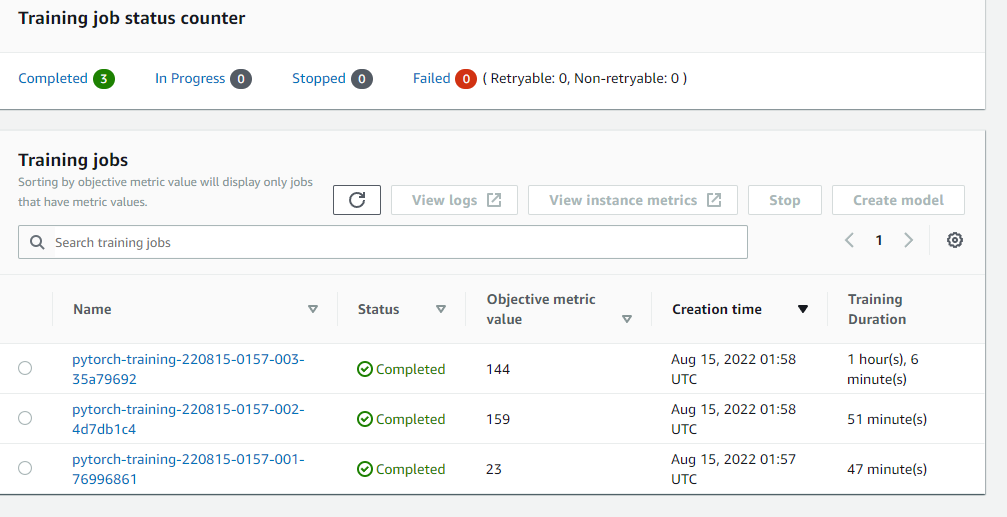 Training job status counter
Completed 3 In Progress 0 Stopped 0 Failed 0 ( Retryable: 0, Non-retryable: 0 )
Training jobs
Sorting by objective metric value will display only jobs
that have metric values.
View logs View instance metrics Stop Create model
Search training jobs
1
Name Status Objective metric value Creation time Training Duration
pytorch-training-220815-0157-003-35a79692 Completed 144 Aug 15, 2022 01:58 UTC 1 hour(s), 6 minute(s)
pytorch-training-220815-0157-002-4d7db1c4 Completed 159 Aug 15, 2022 01:58 UTC 51 minute(s)
pytorch-training-220815-0157-001-76996861 Completed 23 Aug 15, 2022 01:57 UTC 47 minute(s)